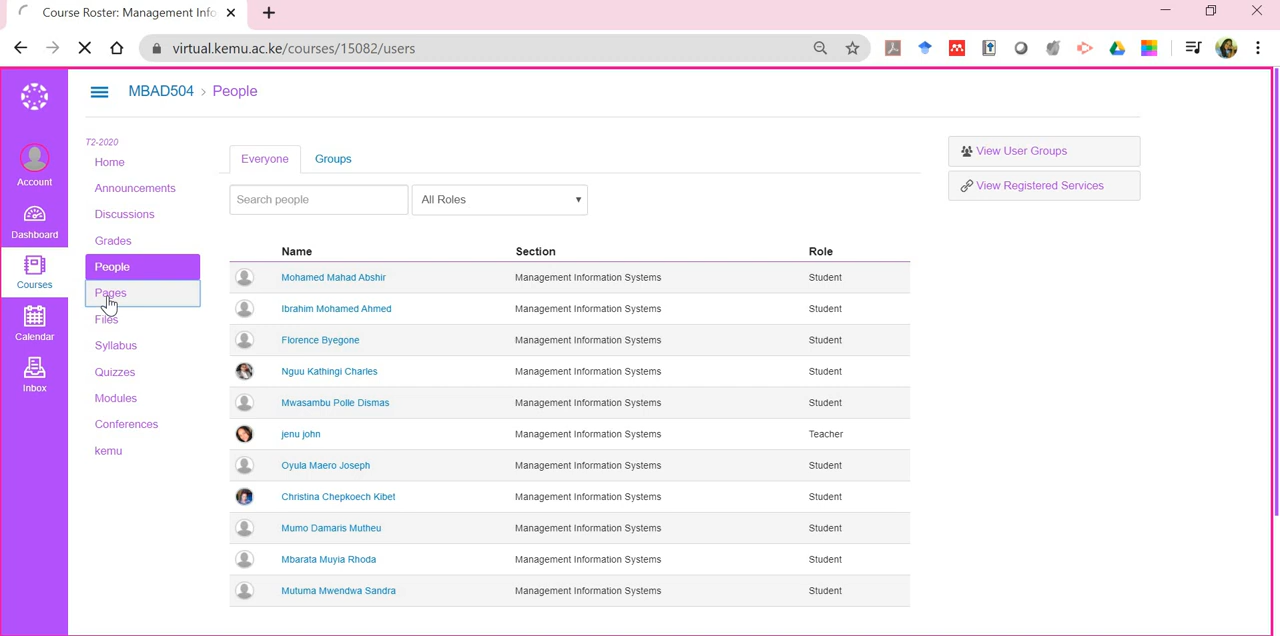 Course Roster: Management Info
virtual.kemu.ac.ke/courses/15082/users
MBAD504 > People
T2-2020
Home
Announcements
Discussions
Grades
People
Pages
Files
Syllabus
Quizzes
Modules
Conferences
kemu
Account
Dashboard
Courses
Calendar
Inbox
Everyone Groups
Search people All Roles
Name Section Role
Mohamed Mahad Abshir Management Information Systems Student
Ibrahim Mohamed Ahmed Management Information Systems Student
Florence Byegone Management Information Systems Student
Nguu Kathingi Charles Management Information Systems Student
Mwasambu Polle Dismas Management Information Systems Student
jenu john Management Information Systems Teacher
Oyula Maero Joseph Management Information Systems Student
Christina Chepkoech Kibet Management Information Systems Student
Mumo Damaris Mutheu Management Information Systems Student
Mbarata Muyia Rhoda Management Information Systems Student
Mutuma Mwendwa Sandra Management Information Systems Student
View User Groups
View Registered Services